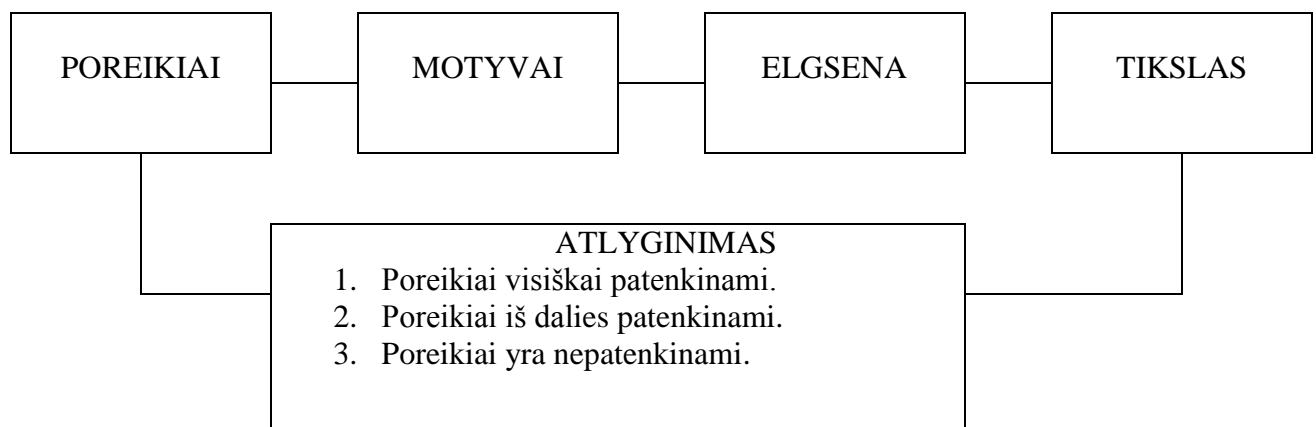 POREIKIAI
MOTYVAI
ELGSENA
TIKSLAS
ATLYGINIMAS
1. Poreikiai visiškai patenkinami.
2. Poreikiai iš dalies patenkinami.
3. Poreikiai yra nepatenkinami.